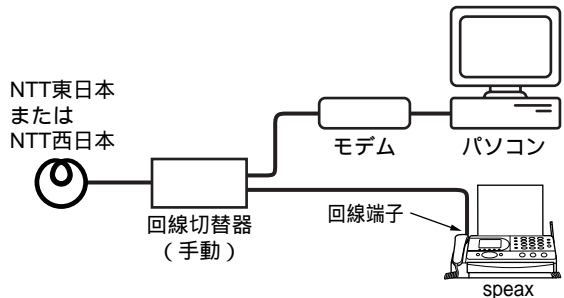 NTT東日本
または
NTT西日本
回線切替器
（手動）
モデム
パソコン
回線端子
speax